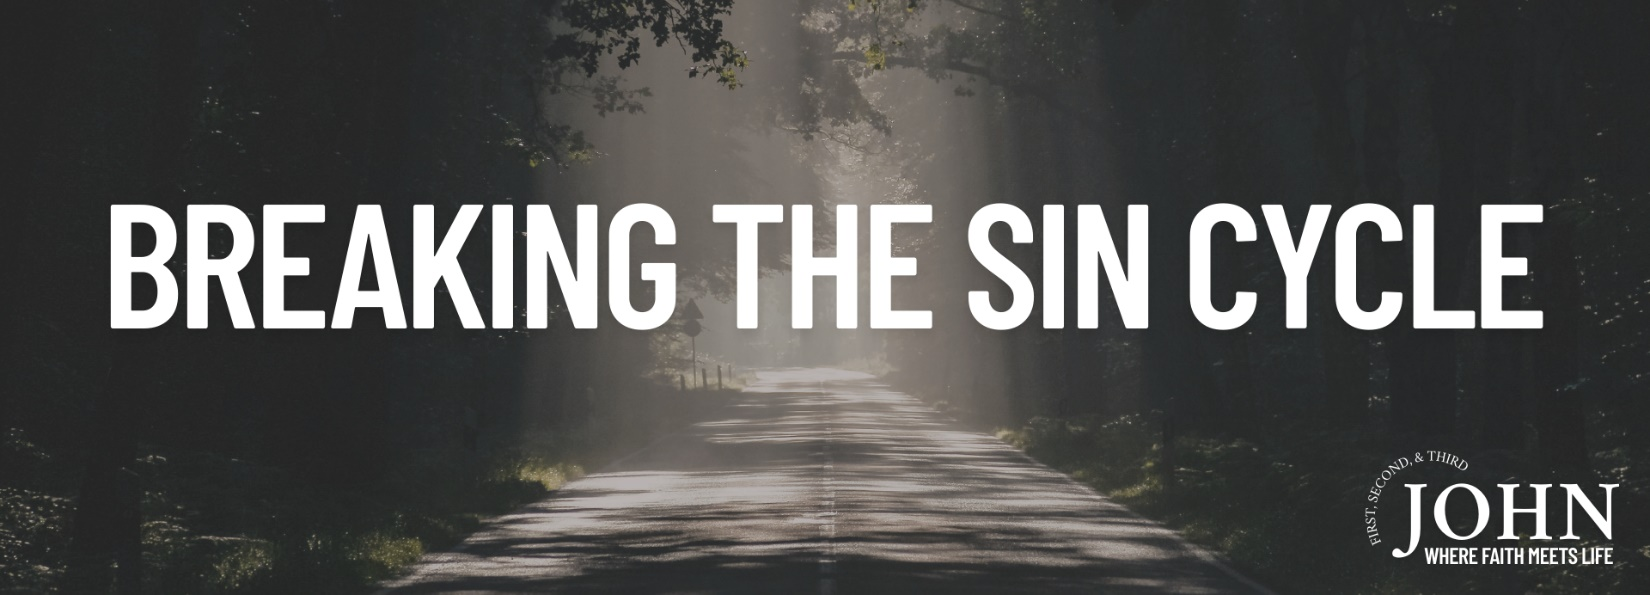 BREAKING THE SIN CYCLE
FIRST, SECOND, & THIRD
JOHN
WHERE FAITH MEETS LIFE